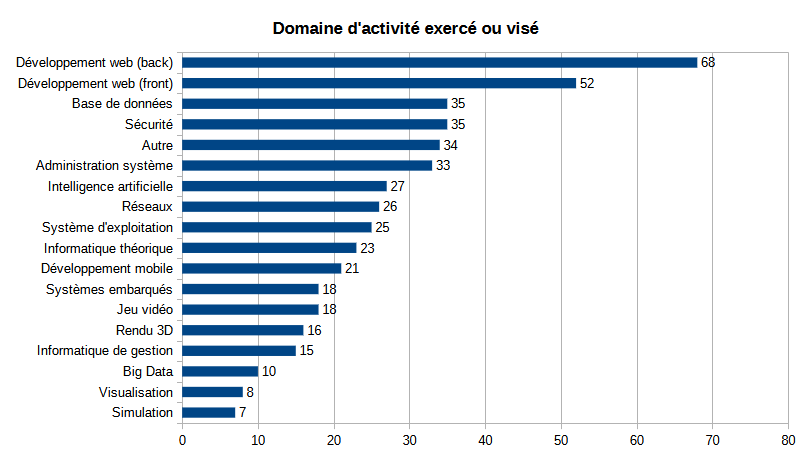 Domaine d'activité exercé ou visé
Développement web (back) 68
Développement web (front) 52
Base de données 35
Sécurité 35
Autre 34
Administration système 33
Intelligence artificielle 27
Réseaux 26
Système d'exploitation 25
Informatique théorique 23
Développement mobile 21
Systèmes embarqués 18
Jeu vidéo 18
Rendu 3D 16
Informatique de gestion 15
Big Data 10
Visualisation 8
Simulation 7
0 10 20 30 40 50 60 70 80